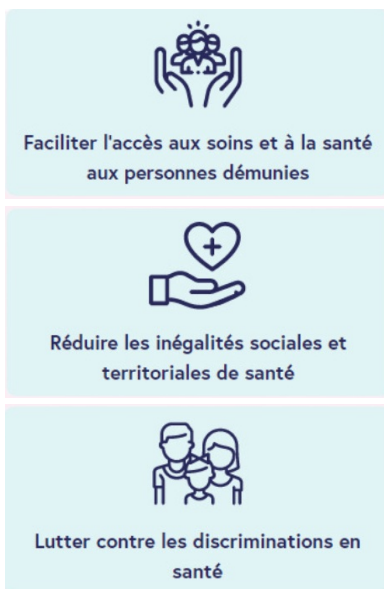 Faciliter l'accès aux soins et à la santé
aux personnes démunies
Réduire les inégalités sociales et
territoriales de santé
Lutter contre les discriminations en
santé